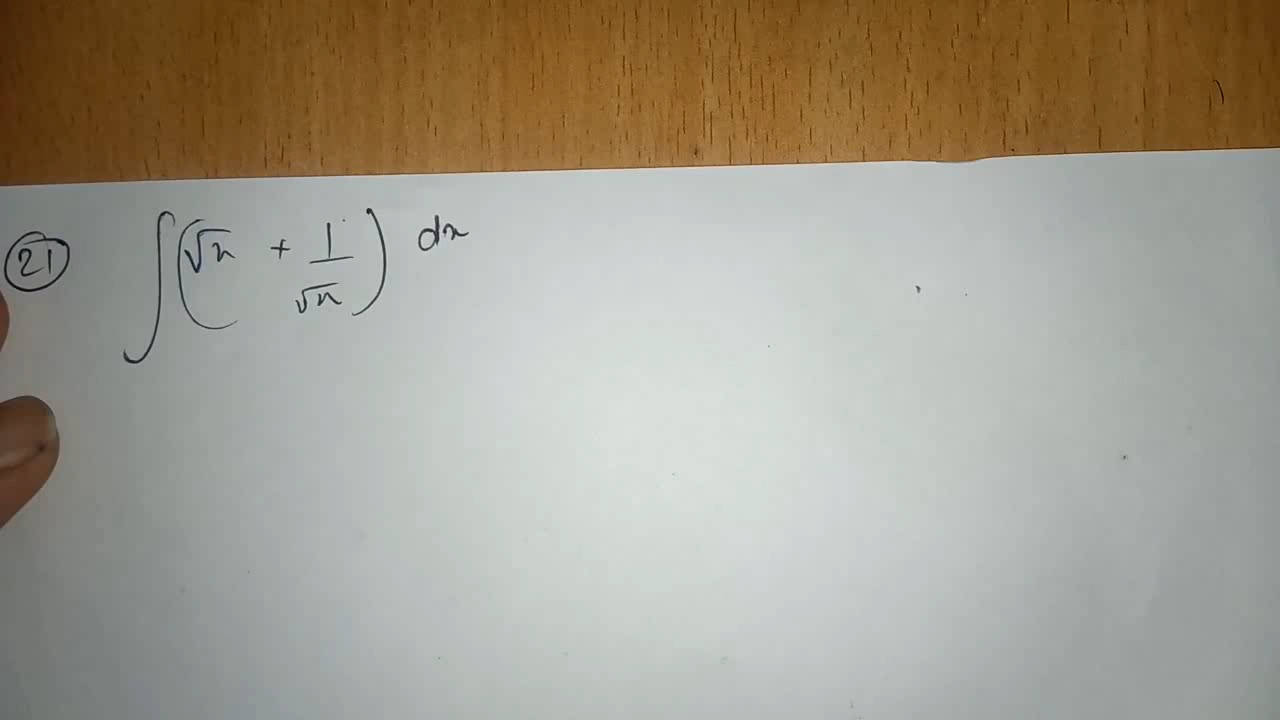 (21) ∫(√x + 1/√x) dx